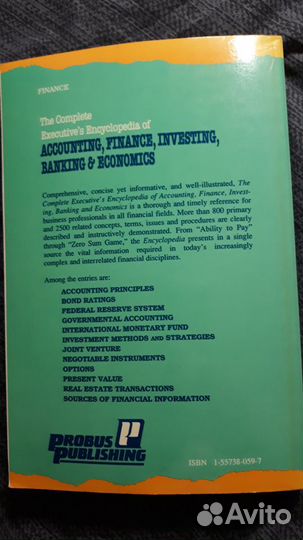 FINANCE
The Complete
Executive's Encyclopedia of
ACCOUNTING, FINANCE, INVESTING,
BANKING & ECONOMICS
Comprehensive, concise yet informative, and well-illustrated, The
Complete Executive's Encyclopedia of Accounting, Finance, Invest-
ing, Banking and Economics is a thorough and timely reference for
business professionals in all financial fields. More than 800 primary
and 2500 related concepts, terms, issues and procedures are clearly
described and instructively demonstrated. From "Ability to Pay"
through "Zero Sum Game," the Encyclopedia presents in a single
source the vital information required in today's increasingly
complex and interrelated financial disciplines.
Among the entries are:
ACCOUNTING PRINCIPLES
BOND RATINGS
FEDERAL RESERVE SYSTEM
GOVERNMENTAL ACCOUNTING
INTERNATIONAL MONETARY FUND
INVESTMENT METHODS AND STRATEGIES
JOINT VENTURE
NEGOTIABLE INSTRUMENTS
OPTIONS
PRESENT VALUE
REAL ESTATE TRANSACTIONS
SOURCES OF FINANCIAL INFORMATION
PROBUS
PUBLISHING
ISBN 1-55738-059-7
Avito